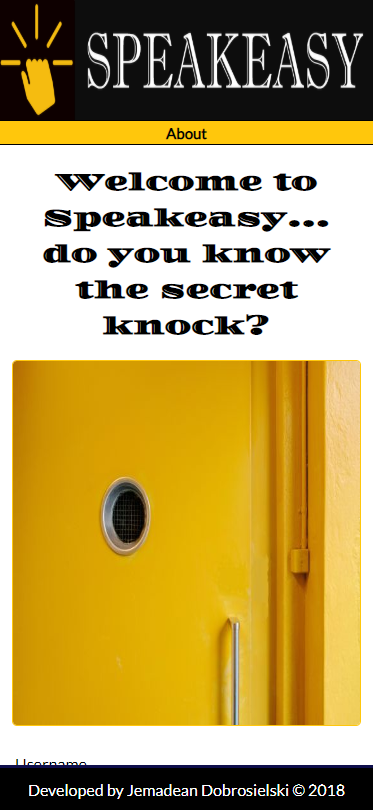 SPEAKEASY
About
Welcome to
Speakeasy...
do you know
the secret
knock?
Username
Developed by Jemadean Dobrosielski © 2018